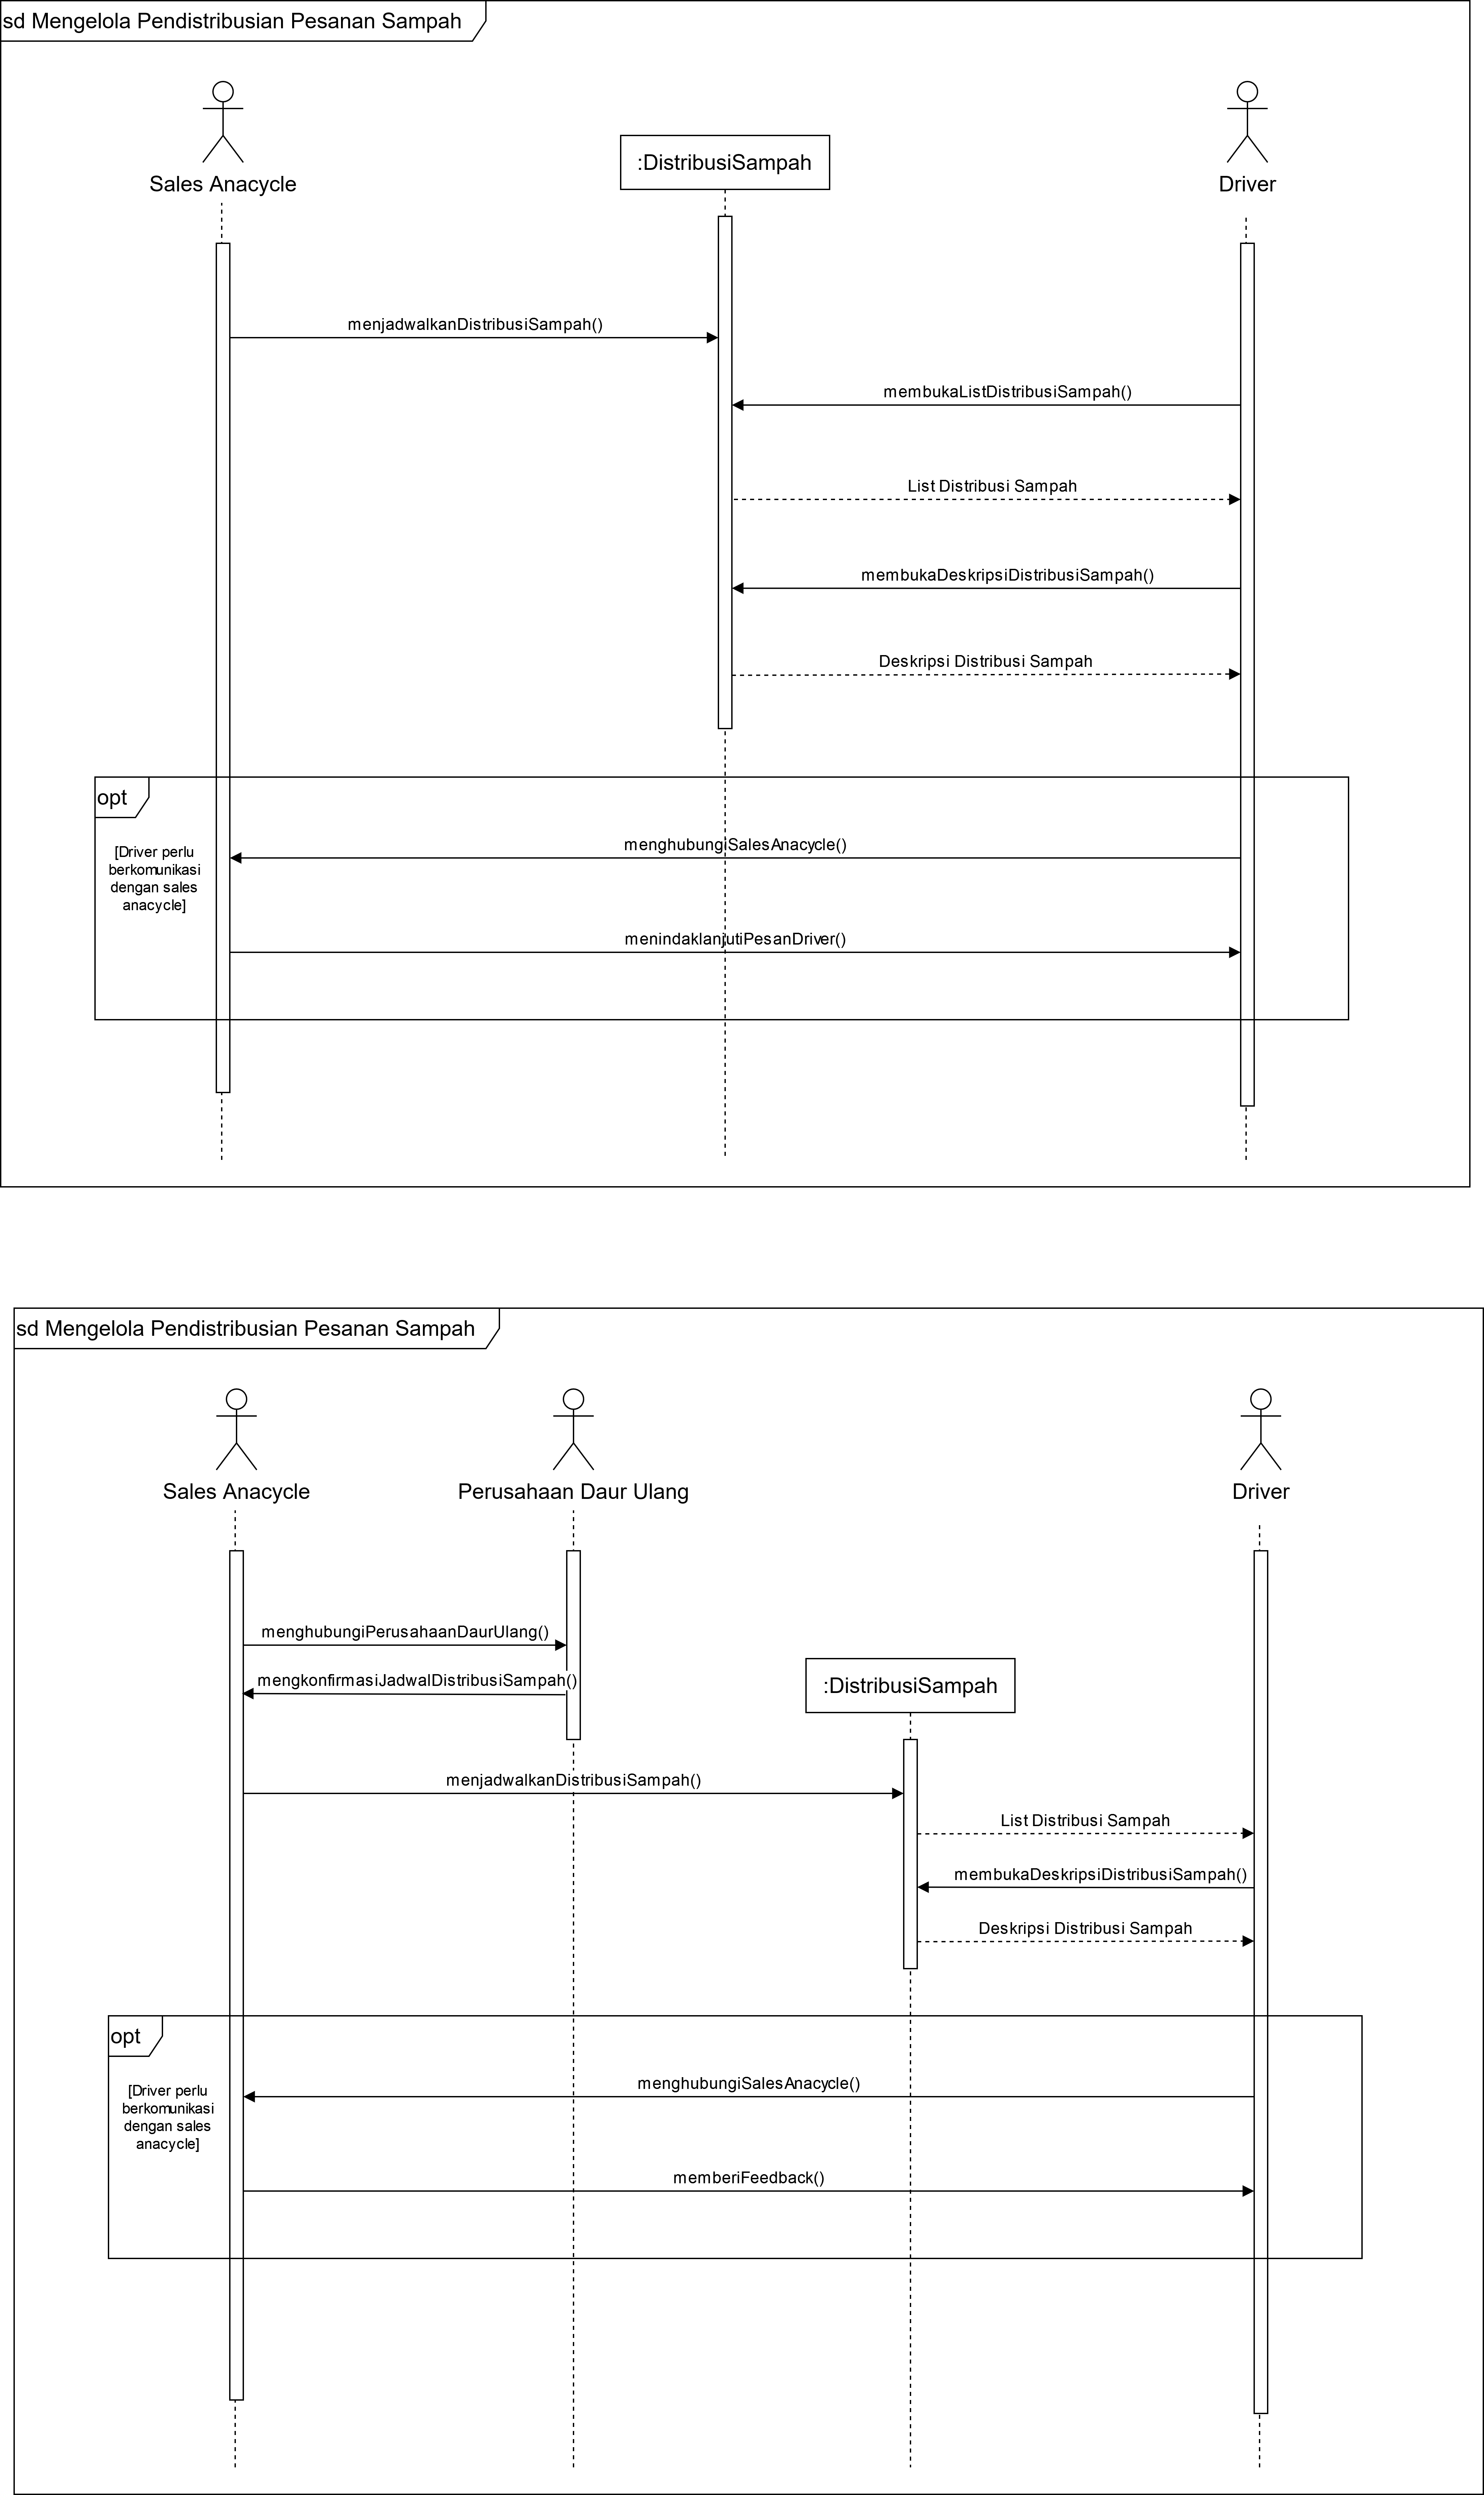 sd Mengelola Pendistribusian Pesanan Sampah
Sales Anacycle
:DistribusiSampah
Driver
menjadwalkanDistribusiSampah()
membukaListDistribusiSampah()
List Distribusi Sampah
membukaDeskripsiDistribusiSampah()
Deskripsi Distribusi Sampah
opt
[Driver perlu
berkomunikasi
dengan sales
anacycle]
menghubungiSalesAnacycle()
menindaklanjutiPesanDriver()
sd Mengelola Pendistribusian Pesanan Sampah
Sales Anacycle
Perusahaan Daur Ulang
Driver
menghubungiPerusahaanDaurUlang()
mengkonfirmasiJadwalDistribusiSampah()
:DistribusiSampah
menjadwalkanDistribusiSampah()
List Distribusi Sampah
membukaDeskripsiDistribusiSampah()
Deskripsi Distribusi Sampah
opt
[Driver perlu
berkomunikasi
dengan sales
anacycle]
menghubungiSalesAnacycle()
memberiFeedback()